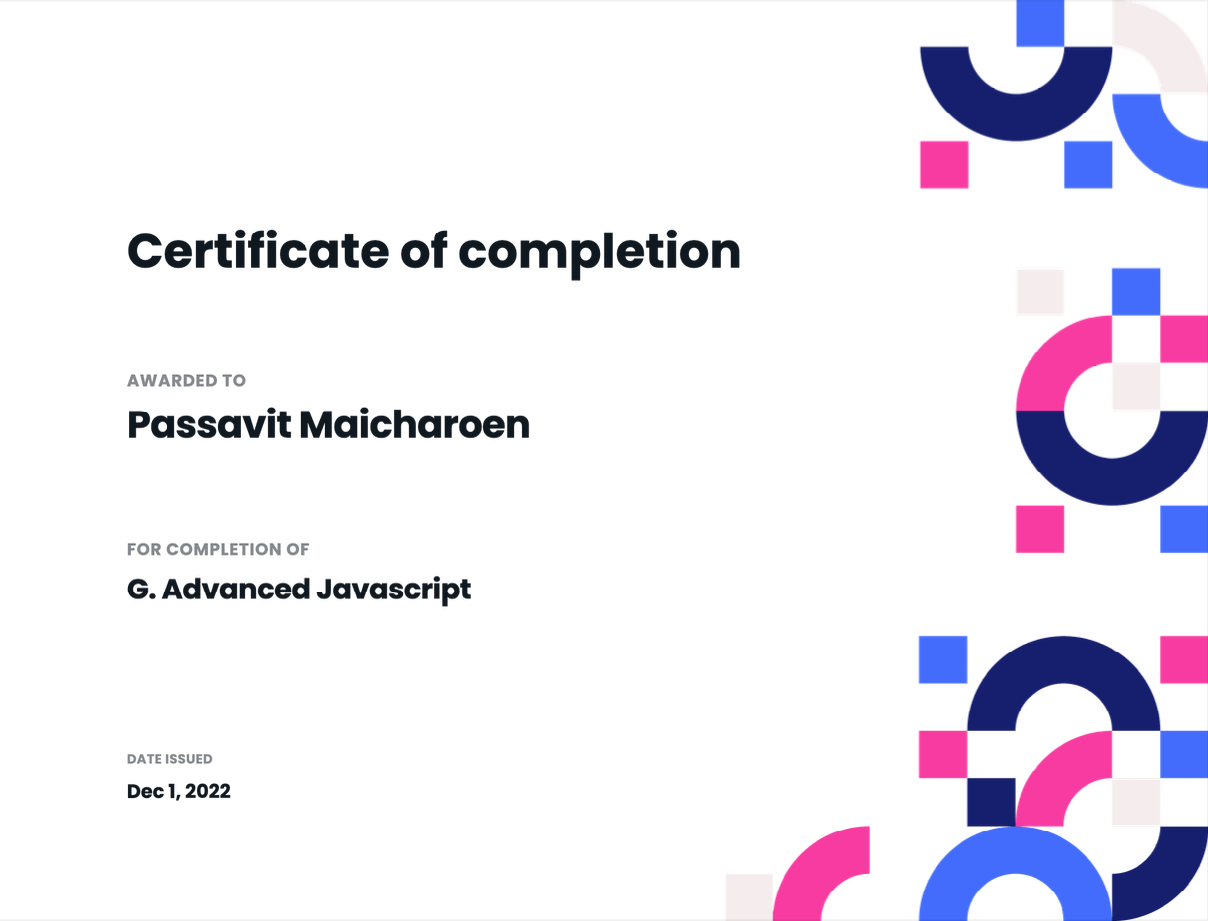 Certificate of completion
AWARDED TO
Passavit Maicharoen
FOR COMPLETION OF
G. Advanced Javascript
DATE ISSUED
Dec 1, 2022